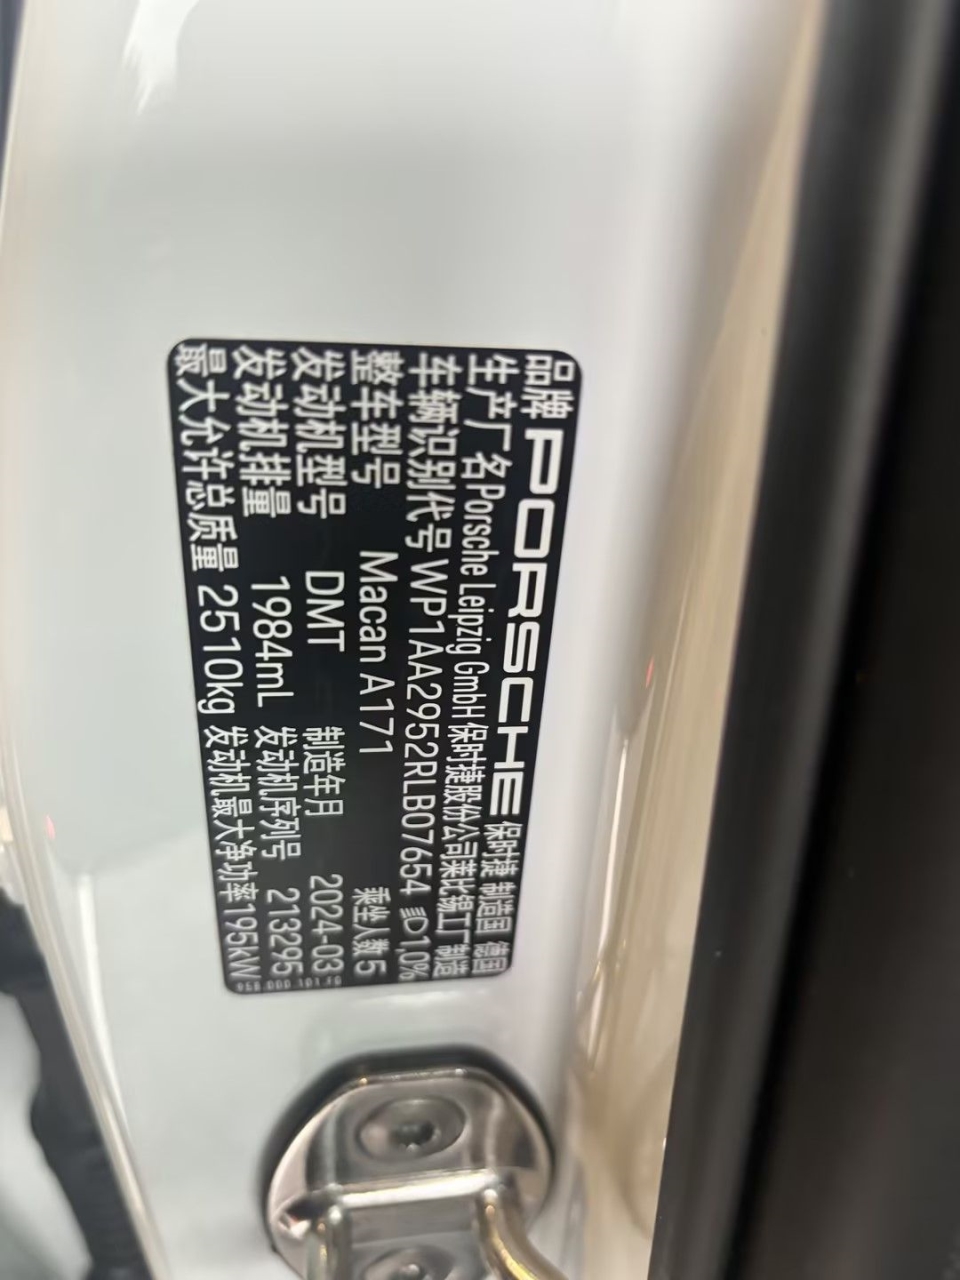 品牌 PORSCHE 保时捷 制造国 德国
生产厂名 Porsche Leipzig GmbH 保时捷股份公司莱比锡工厂制造
车辆识别代号 WP1AA2952RLB07654 1,0%
整车型号 Macan A171 乘坐人数 5
发动机型号 DMT 制造年月 2024-03
发动机排量 1984mL 发动机序列号 213295
最大允许总质量 2510kg 发动机最大净功率 195kW